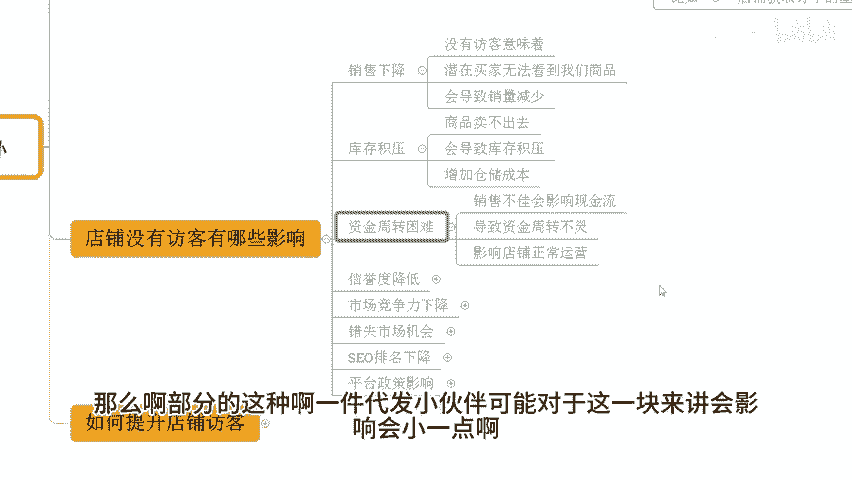 没有访客意味着
销售下降
潜在买家无法看到我们商品
会导致销量减少
商品卖不出去
库存积压
会导致库存积压
增加仓储成本
销售不佳会影响现金流
资金周转困难
导致资金周转不灵
影响店铺正常运营
店铺没有访客有哪些影响
信誉度降低
市场竞争力下降
错失市场机会
SEO排名下降
平台政策影响
如何提升店铺访客
那么啊部分的这种啊一件代发小伙伴可能对于这一块来讲会影
响会小一点啊